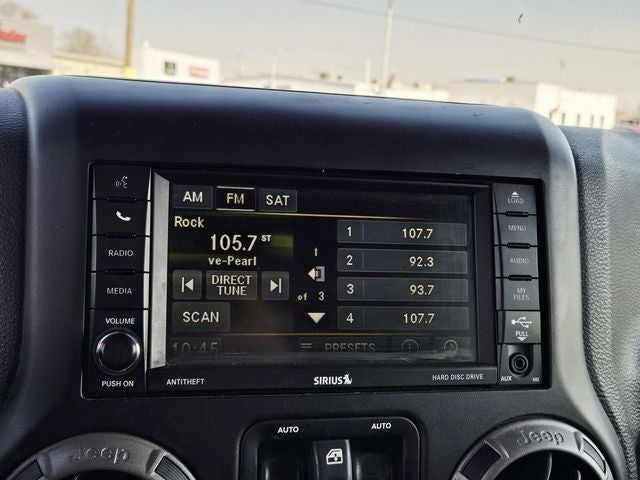 AM FM SAT
Rock
105.7 ST
ve-Pearl
DIRECT
TUNE
SCAN
10:45
1
of 3
1 107.7
2 92.3
3 93.7
4 107.7
PRESETS
RADIO
MEDIA
VOLUME
PUSH ON
LOAD
MENU
AUDIO
MY
FILES
PULL
AUX
ANTITHEFT
SIRIUS
HARD DISC DRIVE
AUTO
AUTO
Jeep
Jeep